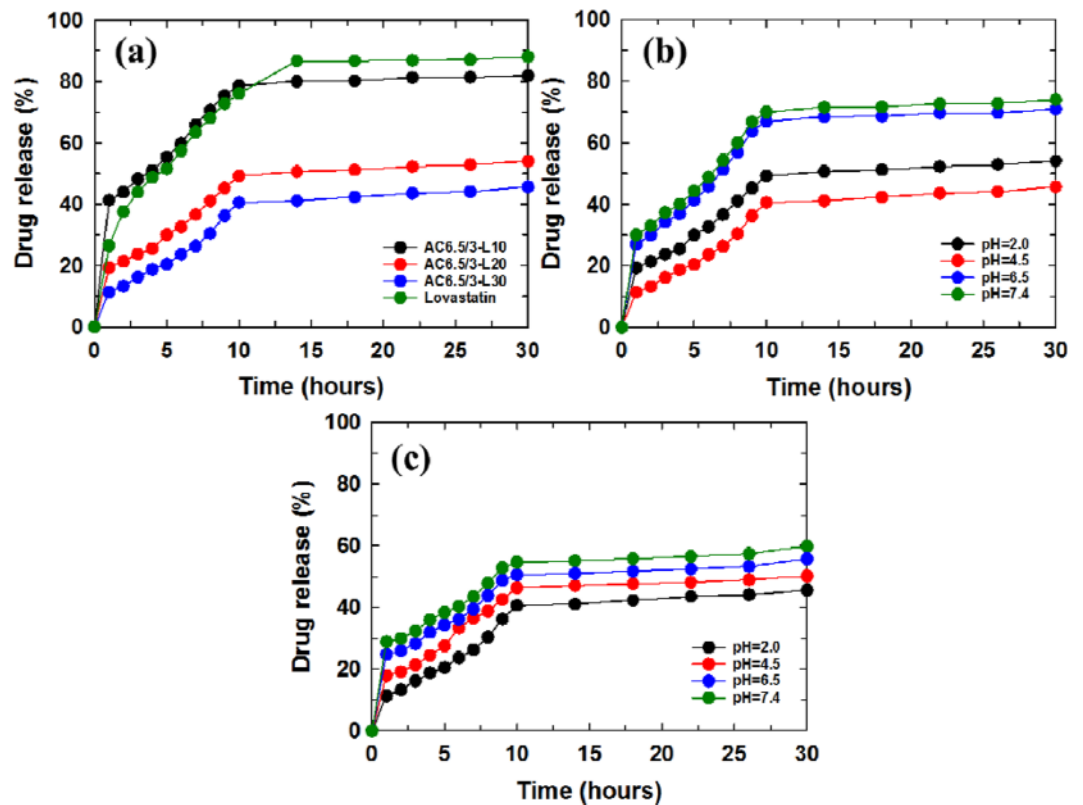 (a)
Drug release (%)
100
80
60
40
20
0
AC6.5/3-L10
AC6.5/3-L20
AC6.5/3-L30
Lovastatin
0 5 10 15 20 25 30
Time (hours)
(b)
Drug release (%)
100
80
60
40
20
0
pH=2.0
pH=4.5
pH=6.5
pH=7.4
0 5 10 15 20 25 30
Time (hours)
(c)
Drug release (%)
100
80
60
40
20
0
pH=2.0
pH=4.5
pH=6.5
pH=7.4
0 5 10 15 20 25 30
Time (hours)